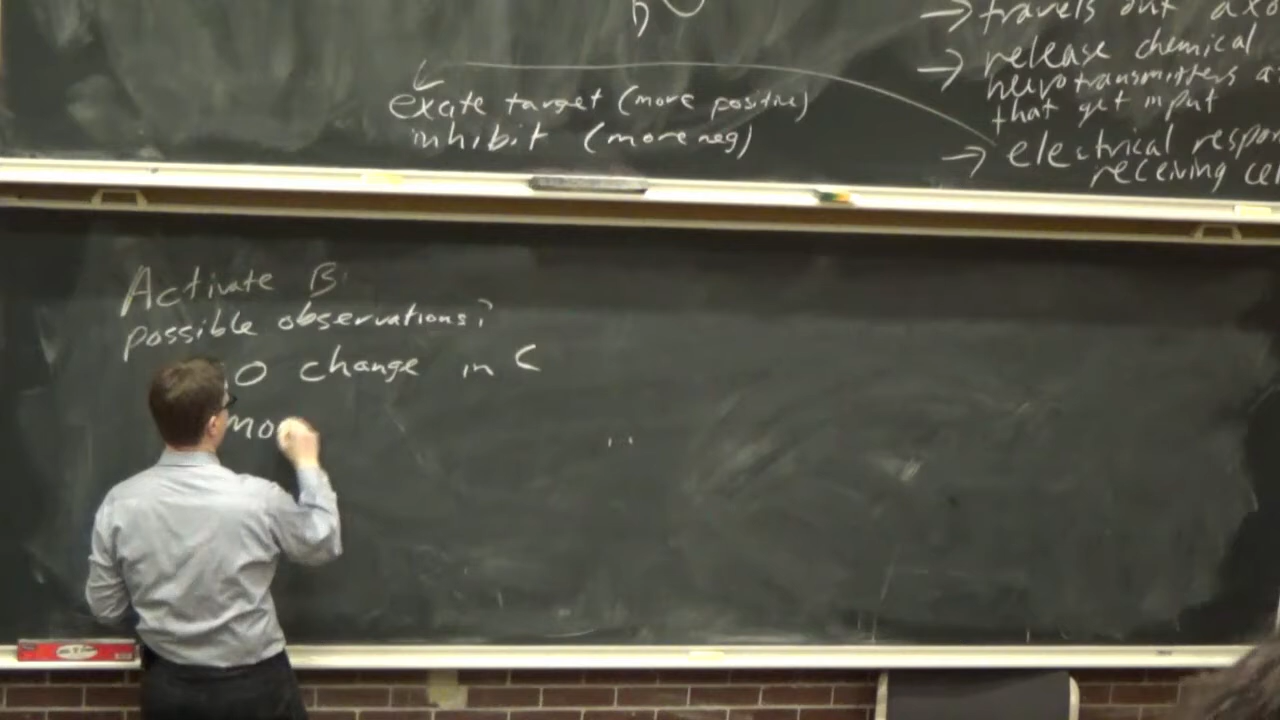 → travels out
→ release chemical
neurotransmitters
that get input
→ electrical
receiving
excite target (more positive)
inhibit (more neg)
Activate B
possible observations:
change in C